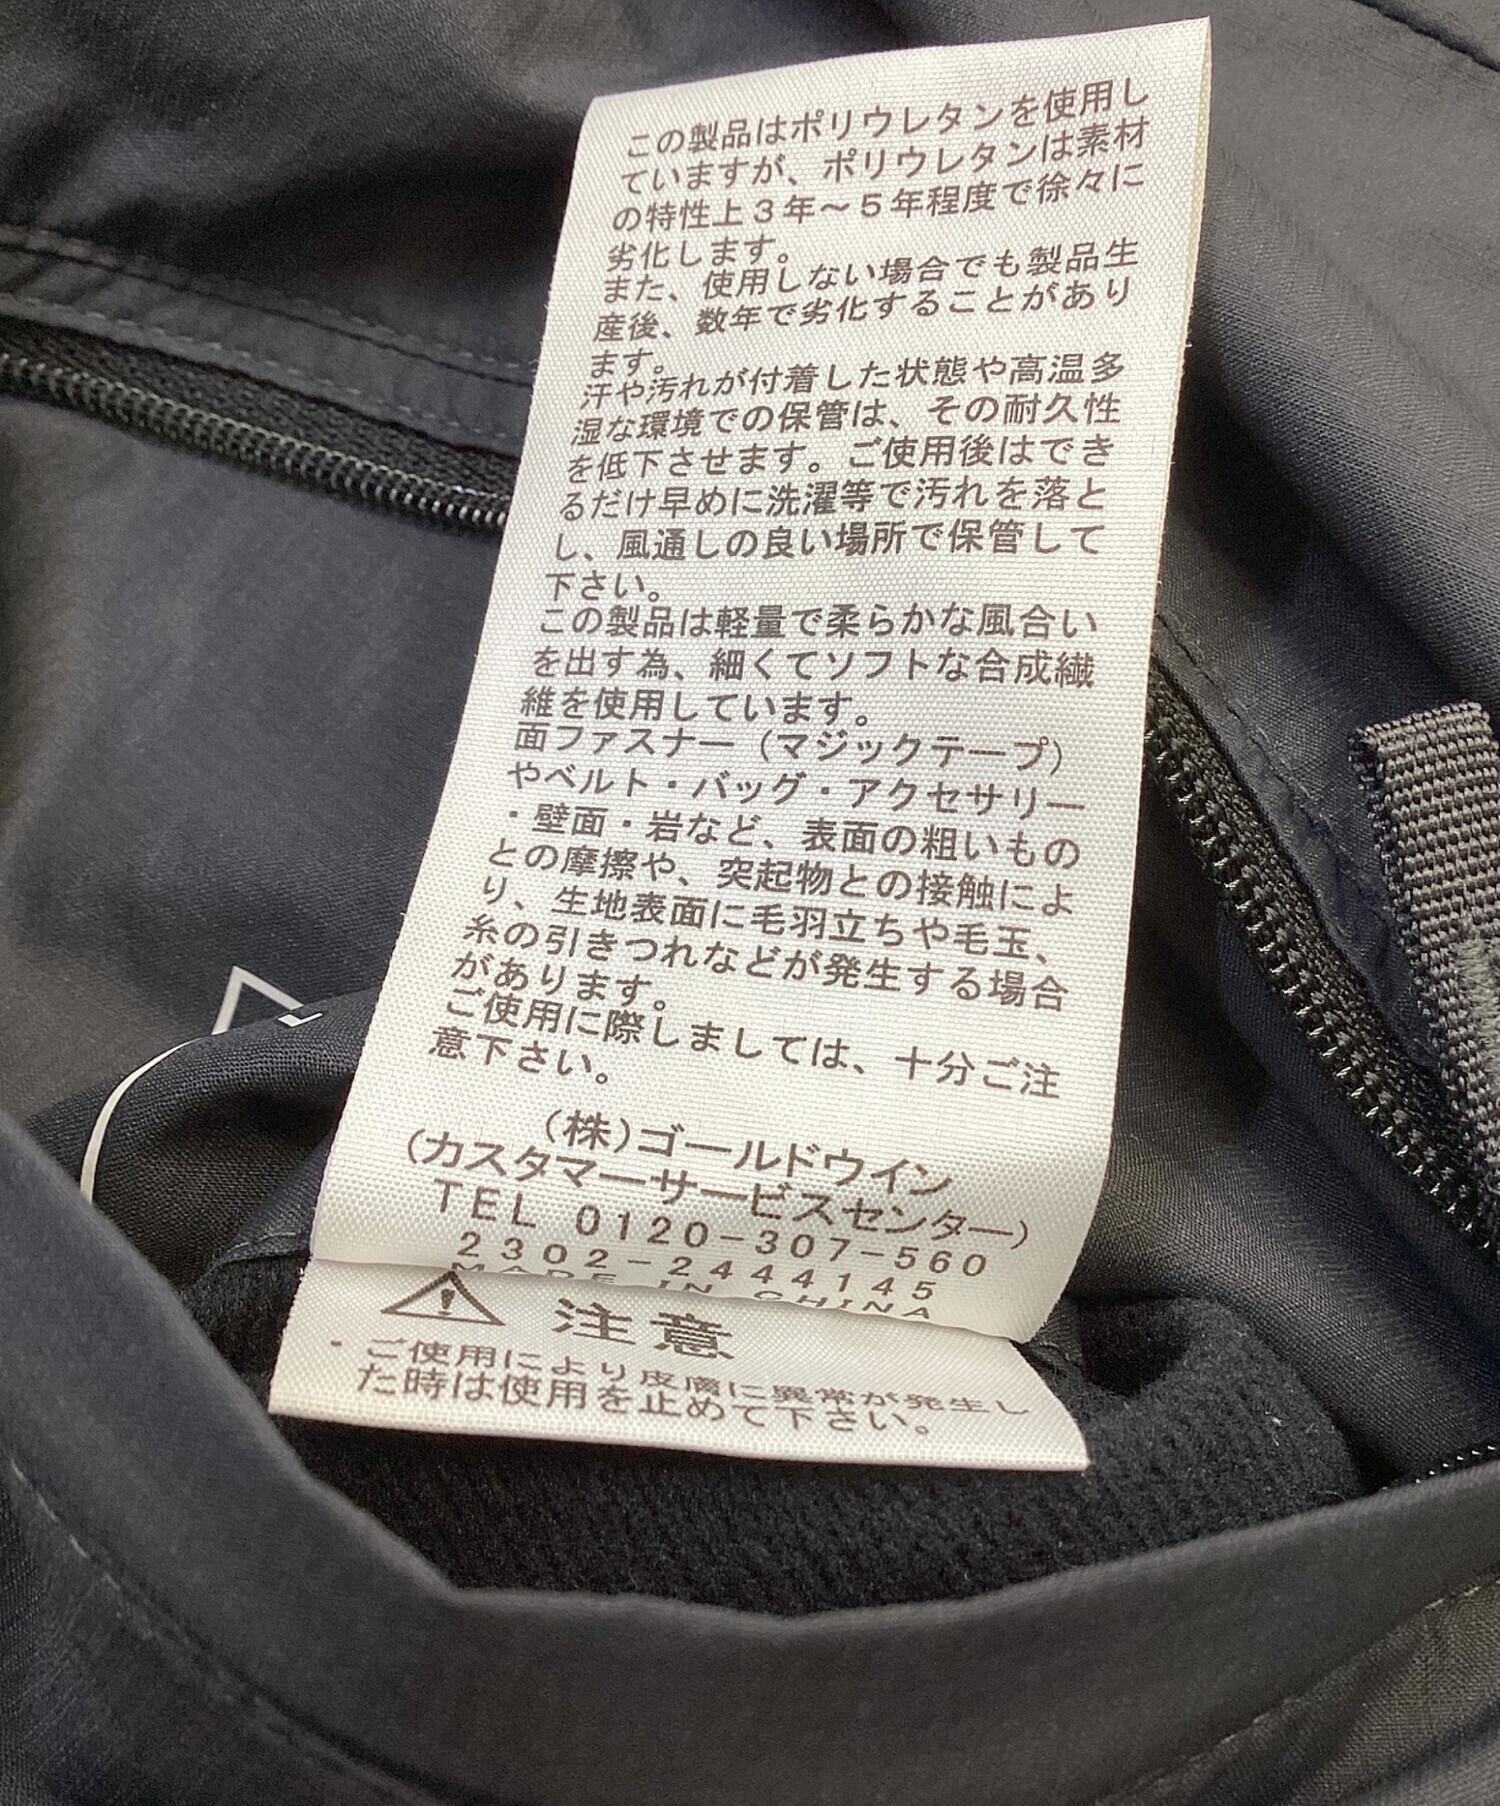 この製品はポリウレタンを使用し
ていますが、ポリウレタンは素材
の特性上３年～５年程度で徐々に
劣化します。
また、使用しない場合でも製品生
産後、数年で劣化することがあり
ます。
汗や汚れが付着した状態や高温多
湿な環境での保管は、その耐久性
を低下させます。ご使用後はでき
るだけ早めに洗濯等で汚れを落と
し、風通しの良い場所で保管して
下さい。
この製品は軽量で柔らかな風合い
を出す為、細くてソフトな合成繊
維を使用しています。
面ファスナー（マジックテープ）
やベルト・バッグ・アクセサリー
・壁面・岩など、表面の粗いもの
との摩擦や、突起物との接触によ
り、生地表面に毛羽立ちや毛玉、
糸の引きつれなどが発生する場合
があります。
ご使用に際しましては、十分ご注
意下さい。
(株)ゴールドウイン
(カスタマーサービスセンター)
TEL 0120-307-560
2302-2444145
MADE IN CHINA
注意
- ご使用により皮膚に異常が発生し
た時は使用を止めて下さい。